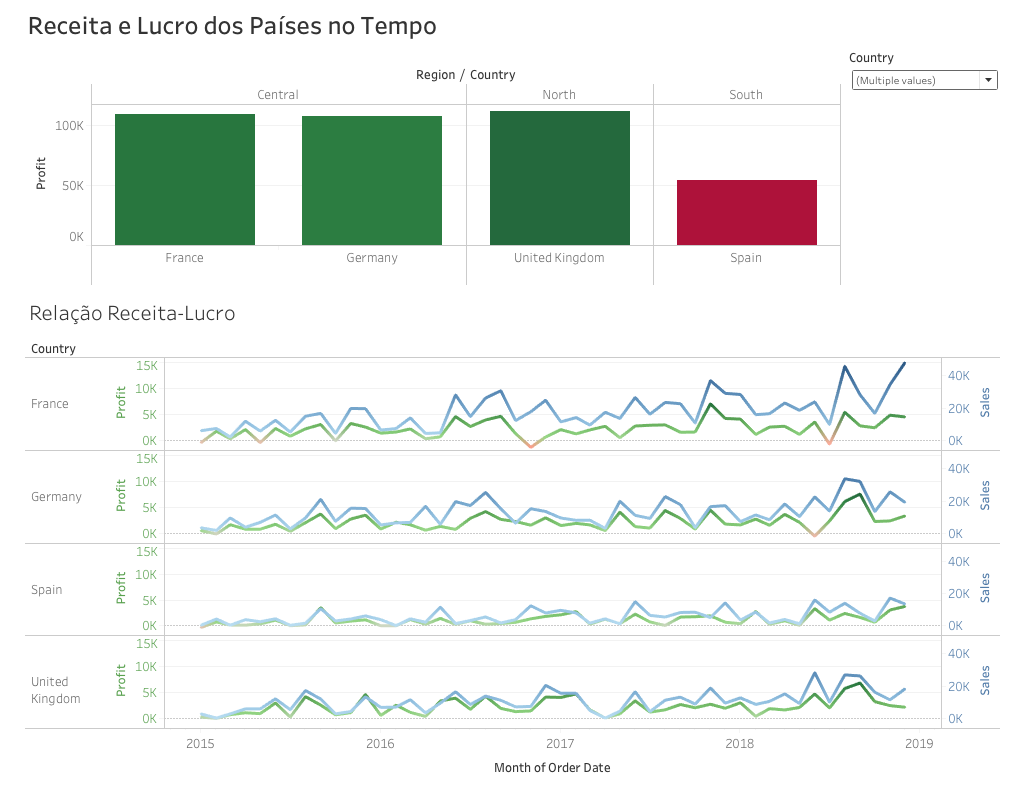 Receita e Lucro dos Países no Tempo
Country
(Multiple values)
Region / Country
Central North South
100K
50K
0K
Profit
France Germany United Kingdom Spain
Relação Receita-Lucro
Country
France
Profit
15K
10K
5K
0K
40K
20K
0K
Sales
Germany
Profit
15K
10K
5K
0K
40K
20K
0K
Sales
Spain
Profit
15K
10K
5K
0K
40K
20K
0K
Sales
United
Kingdom
Profit
15K
10K
5K
0K
40K
20K
0K
Sales
2015 2016 2017 2018 2019
Month of Order Date